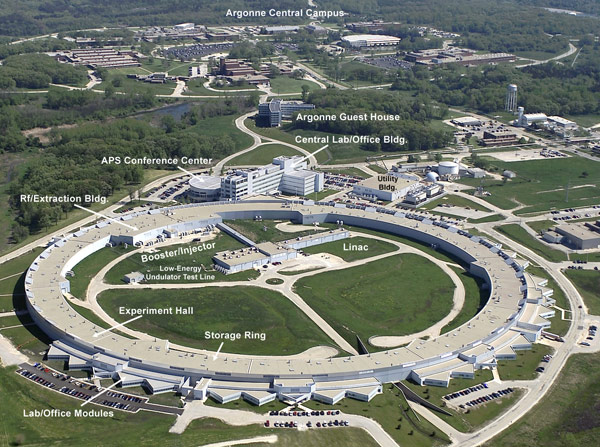 Argonne Central Campus
Argonne Guest House
Central Lab/Office Bldg.
APS Conference Center
Utility
Bldg.
Rf/Extraction Bldg.
Booster/Injector
Linac
Low-Energy
Undulator Test Line
Experiment Hall
Storage Ring
Lab/Office Modules